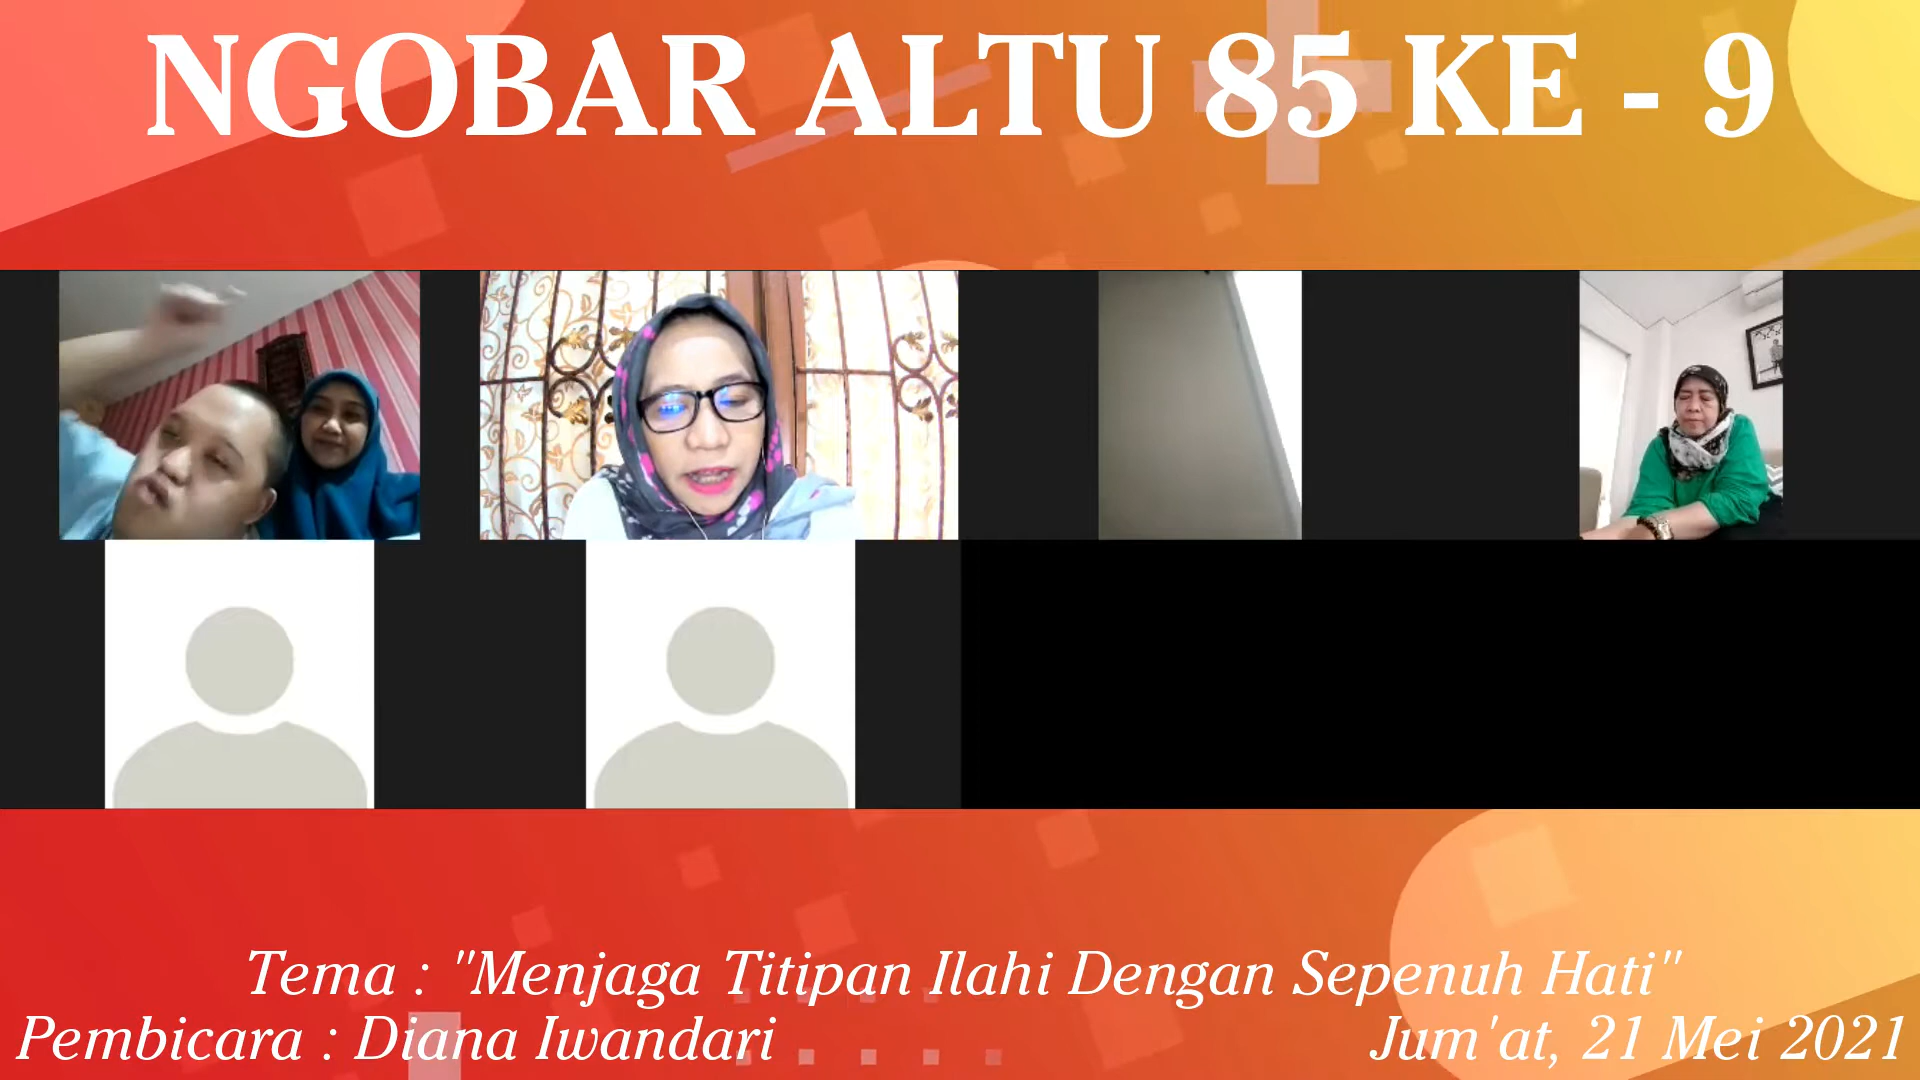 NGOBAR ALTU 85 KE - 9
Tema : "Menjaga Titipan Ilahi Dengan Sepenuh Hati"
Pembicara : Diana Iwandari
Jum'at, 21 Mei 2021